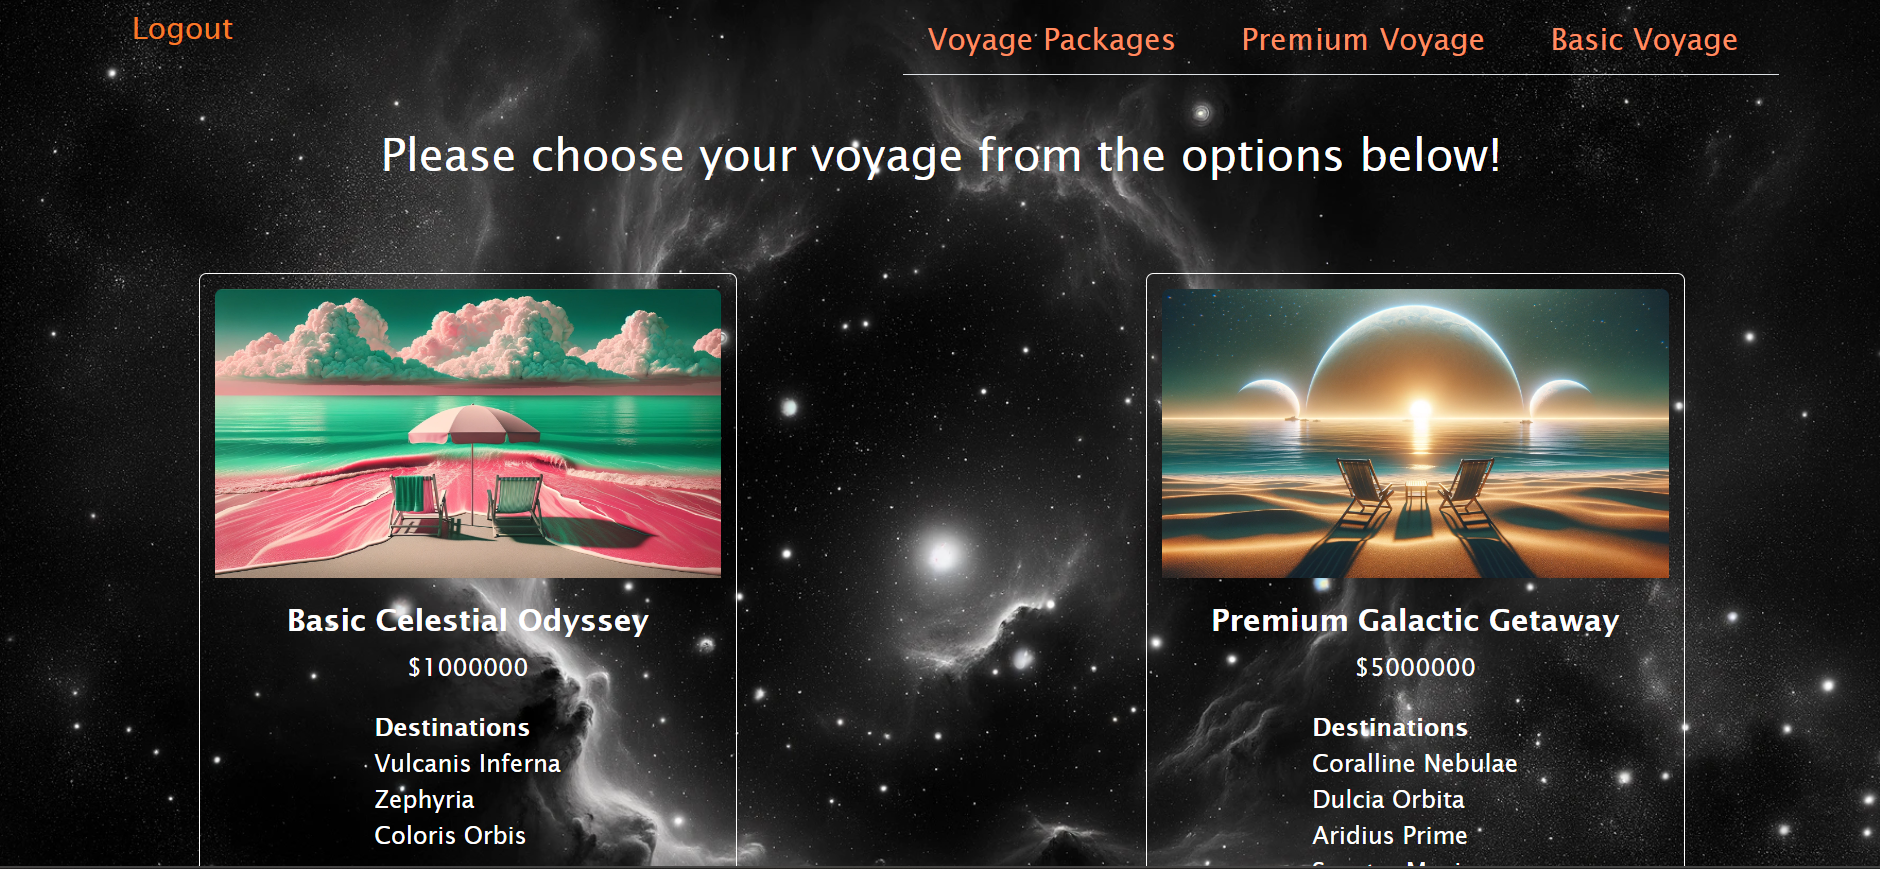 Logout
Voyage Packages Premium Voyage Basic Voyage
Please choose your voyage from the options below!
Basic Celestial Odyssey
$1000000
Destinations
Vulcanis Inferna
Zephyria
Coloris Orbis
Premium Galactic Getaway
$5000000
Destinations
Coralline Nebulae
Dulcia Orbita
Aridius Prime